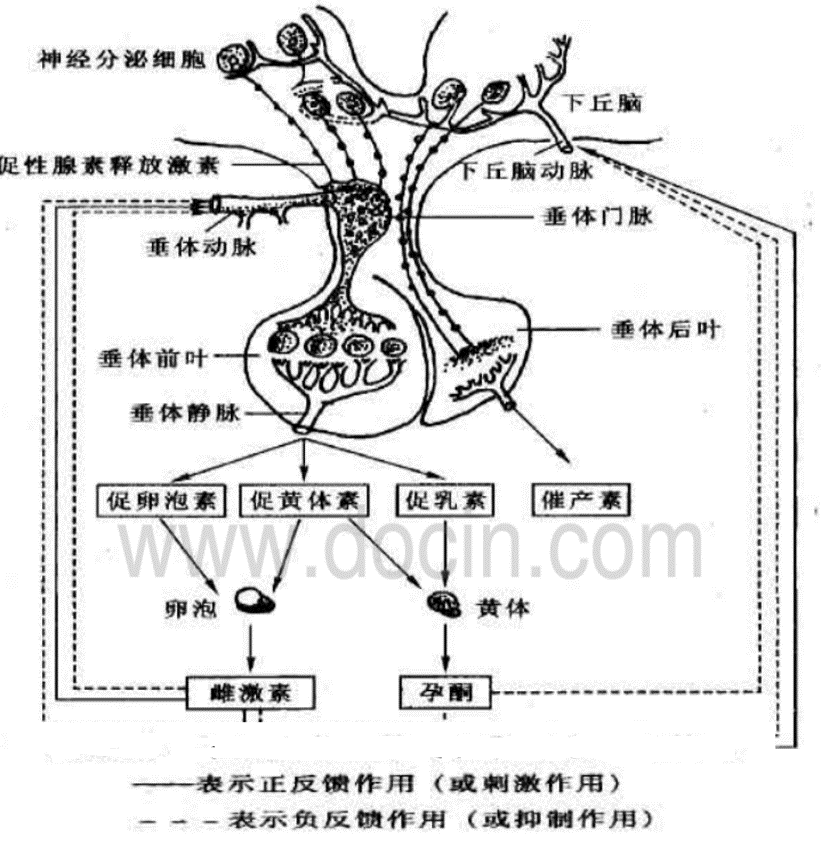 神经分泌细胞
下丘脑
促性腺素释放激素
下丘脑动脉
垂体动脉
垂体门脉
垂体前叶
垂体后叶
垂体静脉
促卵泡素
促黄体素
促乳素
催产素
www.docin.com
卵泡
黄体
雌激素
孕酮
——表示正反馈作用（或刺激作用）
– – –表示负反馈作用（或抑制作用）